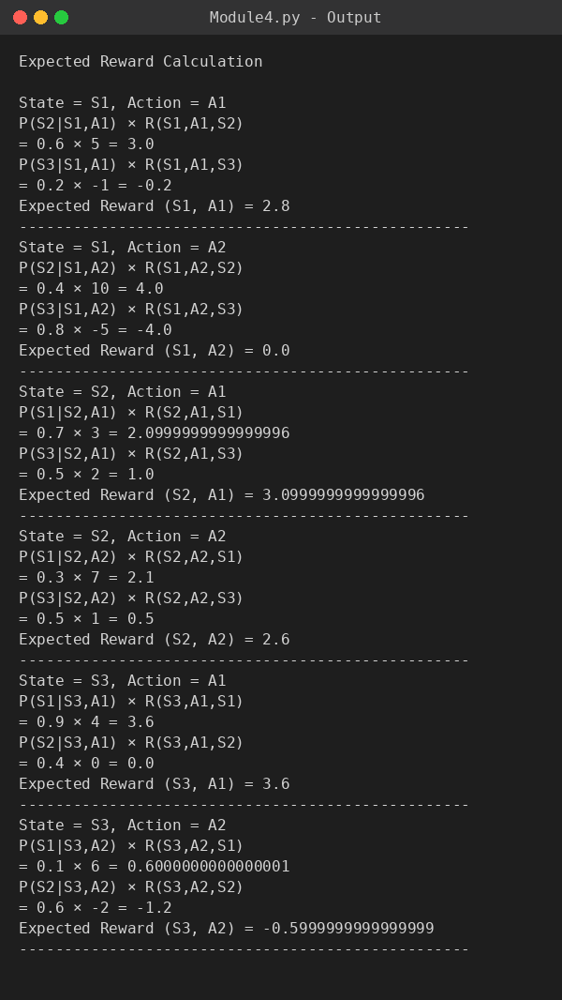 Module4.py - Output
Expected Reward Calculation
State = S1, Action = A1
P(S2|S1,A1) × R(S1,A1,S2)
= 0.6 × 5 = 3.0
P(S3|S1,A1) × R(S1,A1,S3)
= 0.2 × -1 = -0.2
Expected Reward (S1, A1) = 2.8
--------------------------------------------------
State = S1, Action = A2
P(S2|S1,A2) × R(S1,A2,S2)
= 0.4 × 10 = 4.0
P(S3|S1,A2) × R(S1,A2,S3)
= 0.8 × -5 = -4.0
Expected Reward (S1, A2) = 0.0
--------------------------------------------------
State = S2, Action = A1
P(S1|S2,A1) × R(S2,A1,S1)
= 0.7 × 3 = 2.0999999999999996
P(S3|S2,A1) × R(S2,A1,S3)
= 0.5 × 2 = 1.0
Expected Reward (S2, A1) = 3.0999999999999996
--------------------------------------------------
State = S2, Action = A2
P(S1|S2,A2) × R(S2,A2,S1)
= 0.3 × 7 = 2.1
P(S3|S2,A2) × R(S2,A2,S3)
= 0.5 × 1 = 0.5
Expected Reward (S2, A2) = 2.6
--------------------------------------------------
State = S3, Action = A1
P(S1|S3,A1) × R(S3,A1,S1)
= 0.9 × 4 = 3.6
P(S2|S3,A1) × R(S3,A1,S2)
= 0.4 × 0 = 0.0
Expected Reward (S3, A1) = 3.6
--------------------------------------------------
State = S3, Action = A2
P(S1|S3,A2) × R(S3,A2,S1)
= 0.1 × 6 = 0.6000000000000001
P(S2|S3,A2) × R(S3,A2,S2)
= 0.6 × -2 = -1.2
Expected Reward (S3, A2) = -0.5999999999999999
--------------------------------------------------